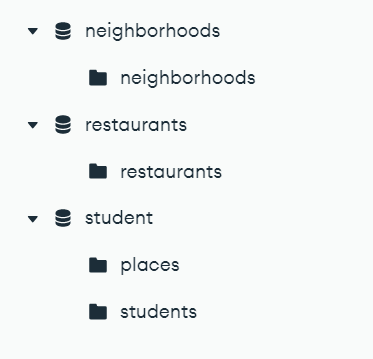 neighborhoods
neighborhoods
restaurants
restaurants
student
places
students